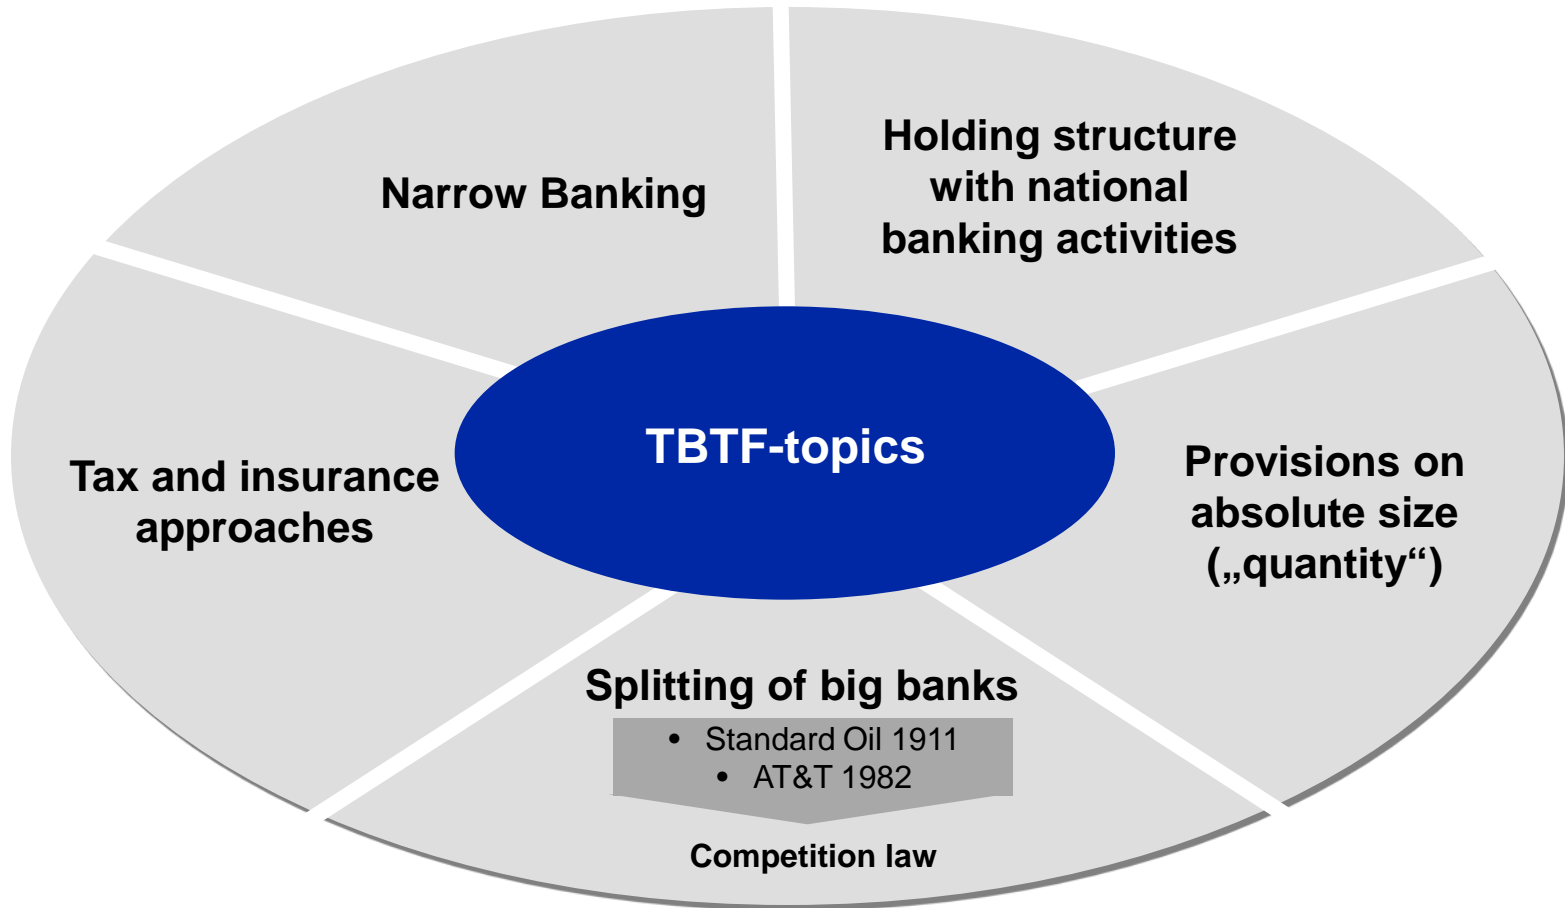 Holding structure
with national
banking activities
Narrow Banking
TBTF-topics
Tax and insurance
approaches
Provisions on
absolute size
(„quantity“)
Splitting of big banks
• Standard Oil 1911
• AT&T 1982
Competition law